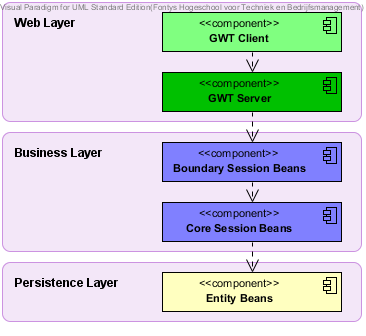 Visual Paradigm for UML Standard Edition(Fontys Hogeschool voor Techniek en Bedrijfsmanagement)
Web Layer
<<component>>
GWT Client
<<component>>
GWT Server
Business Layer
<<component>>
Boundary Session Beans
<<component>>
Core Session Beans
Persistence Layer
<<component>>
Entity Beans